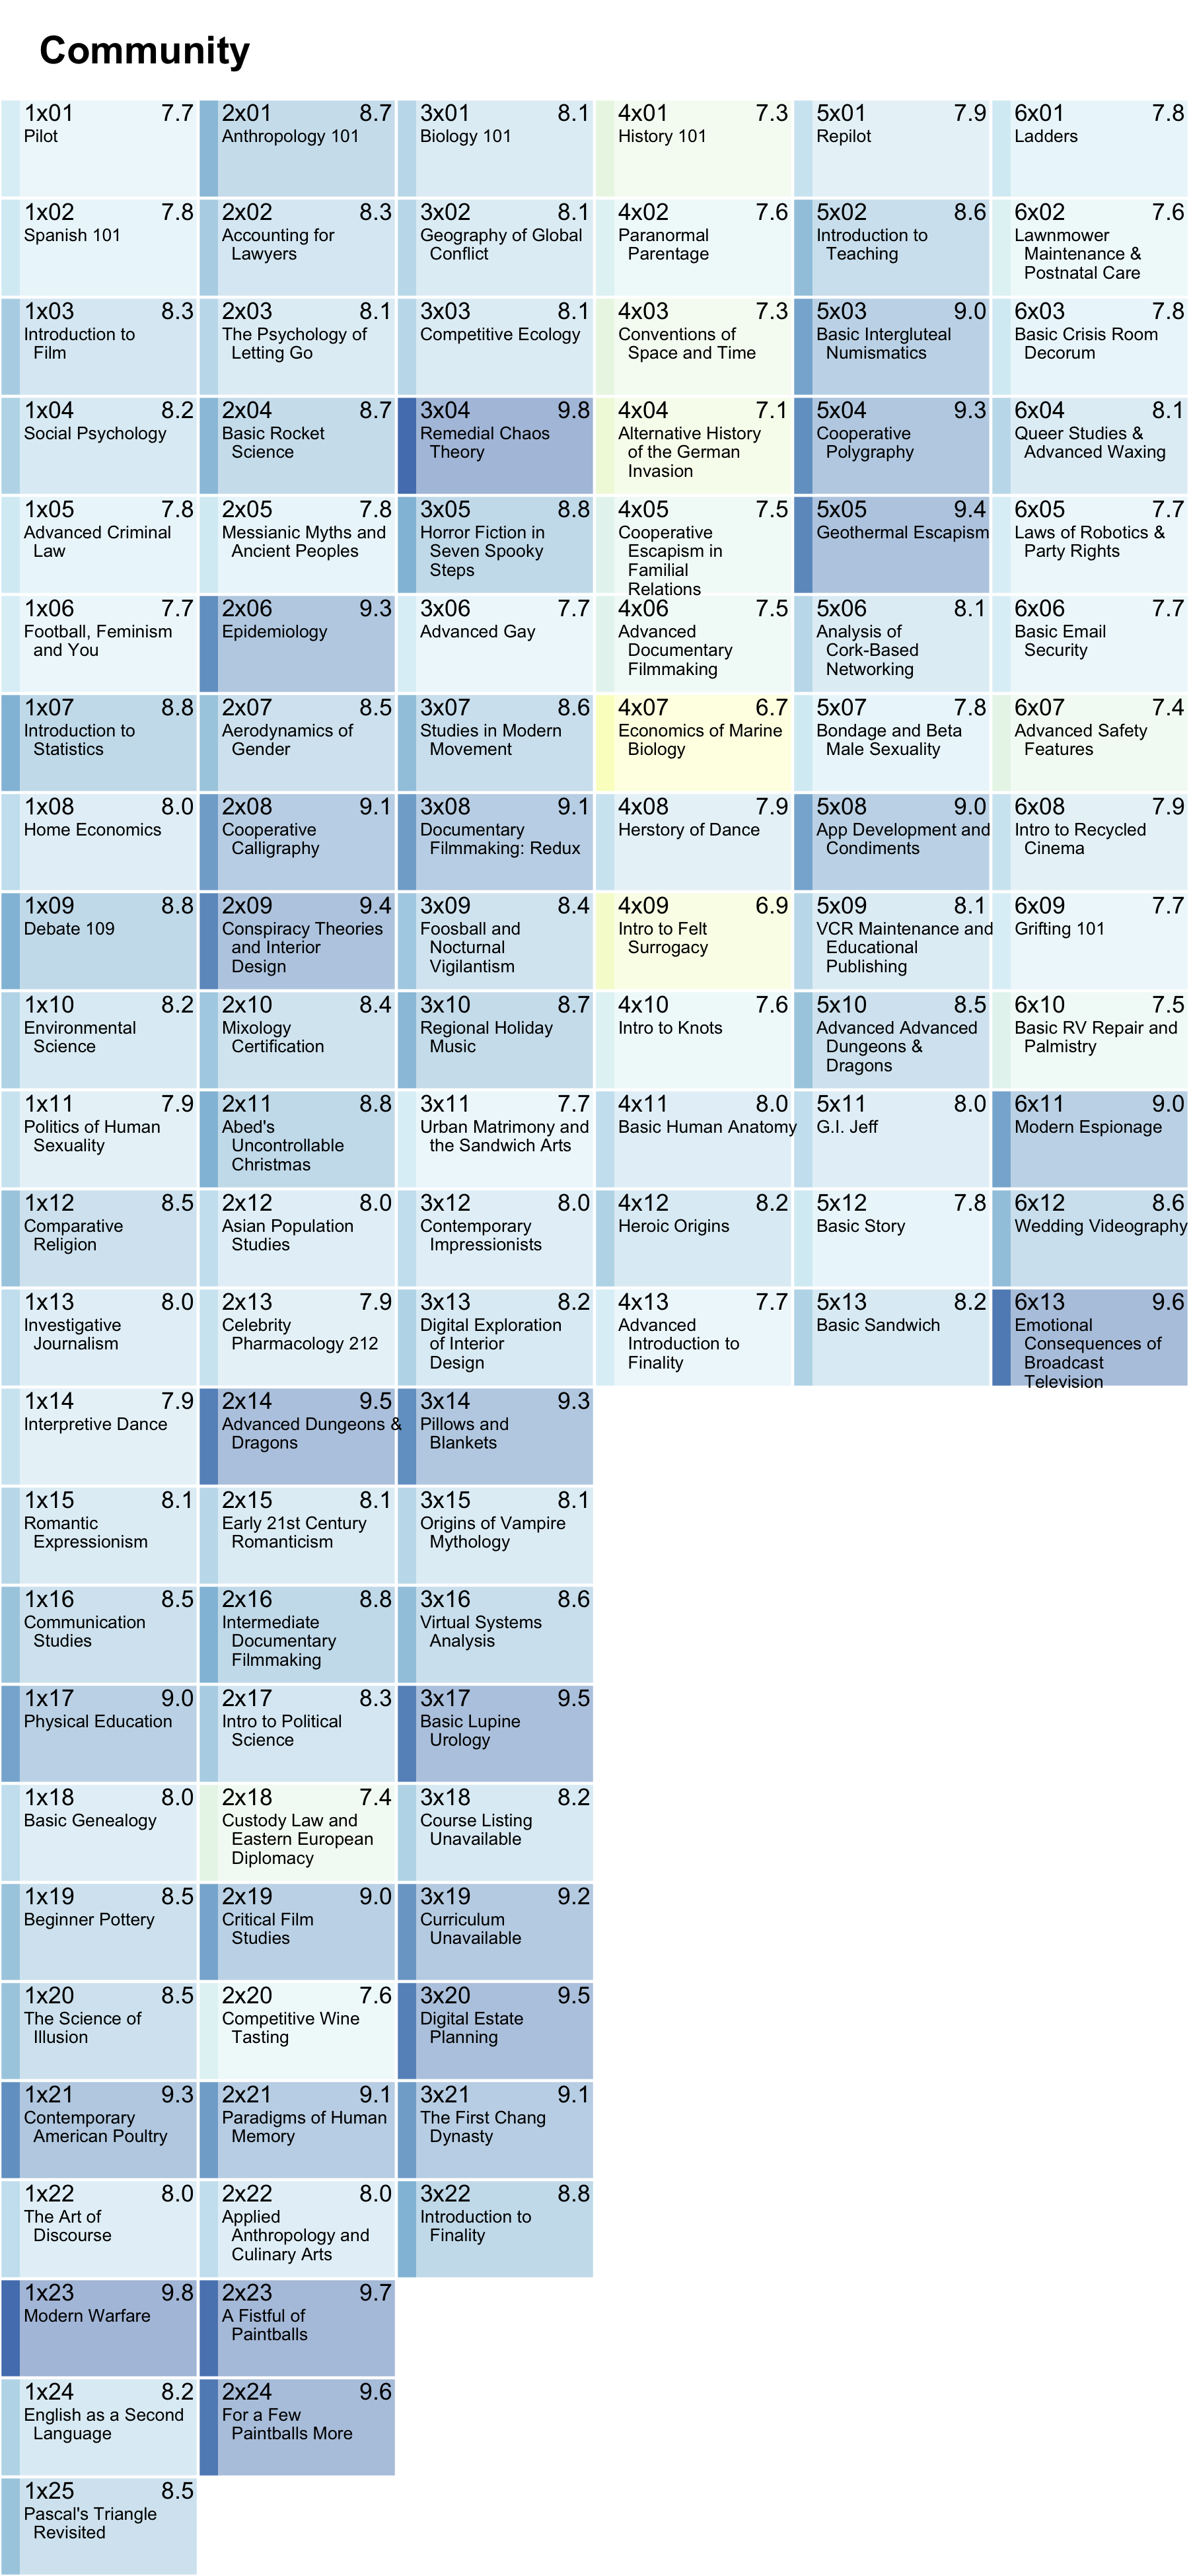 Community
1x01 7.7
Pilot
2x01 8.7
Anthropology 101
3x01 8.1
Biology 101
4x01 7.3
History 101
5x01 7.9
Repilot
6x01 7.8
Ladders
1x02 7.8
Spanish 101
2x02 8.3
Accounting for
Lawyers
3x02 8.1
Geography of Global
Conflict
4x02 7.6
Paranormal
Parentage
5x02 8.6
Introduction to
Teaching
6x02 7.6
Lawnmower
Maintenance &
Postnatal Care
1x03 8.3
Introduction to
Film
2x03 8.1
The Psychology of
Letting Go
3x03 8.1
Competitive Ecology
4x03 7.3
Conventions of
Space and Time
5x03 9.0
Basic Intergluteal
Numismatics
6x03 7.8
Basic Crisis Room
Decorum
1x04 8.2
Social Psychology
2x04 8.7
Basic Rocket
Science
3x04 9.8
Remedial Chaos
Theory
4x04 7.1
Alternative History
of the German
Invasion
5x04 9.3
Cooperative
Polygraphy
6x04 8.1
Queer Studies &
Advanced Waxing
1x05 7.8
Advanced Criminal
Law
2x05 7.8
Messianic Myths and
Ancient Peoples
3x05 8.8
Horror Fiction in
Seven Spooky
Steps
4x05 7.5
Cooperative
Escapism in
Familial
Relations
5x05 9.4
Geothermal Escapism
6x05 7.7
Laws of Robotics &
Party Rights
1x06 7.7
Football, Feminism
and You
2x06 9.3
Epidemiology
3x06 7.7
Advanced Gay
4x06 7.5
Advanced
Documentary
Filmmaking
5x06 8.1
Analysis of
Cork-Based
Networking
6x06 7.7
Basic Email
Security
1x07 8.8
Introduction to
Statistics
2x07 8.5
Aerodynamics of
Gender
3x07 8.6
Studies in Modern
Movement
4x07 6.7
Economics of Marine
Biology
5x07 7.8
Bondage and Beta
Male Sexuality
6x07 7.4
Advanced Safety
Features
1x08 8.0
Home Economics
2x08 9.1
Cooperative
Calligraphy
3x08 9.1
Documentary
Filmmaking: Redux
4x08 7.9
Herstory of Dance
5x08 9.0
App Development and
Condiments
6x08 7.9
Intro to Recycled
Cinema
1x09 8.8
Debate 109
2x09 9.4
Conspiracy Theories
and Interior
Design
3x09 8.4
Foosball and
Nocturnal
Vigilantism
4x09 6.9
Intro to Felt
Surrogacy
5x09 8.1
VCR Maintenance and
Educational
Publishing
6x09 7.7
Grifting 101
1x10 8.2
Environmental
Science
2x10 8.4
Mixology
Certification
3x10 8.7
Regional Holiday
Music
4x10 7.6
Intro to Knots
5x10 8.5
Advanced Advanced
Dungeons &
Dragons
6x10 7.5
Basic RV Repair and
Palmistry
1x11 7.9
Politics of Human
Sexuality
2x11 8.8
Abed's
Uncontrollable
Christmas
3x11 7.7
Urban Matrimony and
the Sandwich Arts
4x11 8.0
Basic Human Anatomy
5x11 8.0
G.I. Jeff
6x11 9.0
Modern Espionage
1x12 8.5
Comparative
Religion
2x12 8.0
Asian Population
Studies
3x12 8.0
Contemporary
Impressionists
4x12 8.2
Heroic Origins
5x12 7.8
Basic Story
6x12 8.6
Wedding Videography
1x13 8.0
Investigative
Journalism
2x13 7.9
Celebrity
Pharmacology 212
3x13 8.2
Digital Exploration
of Interior
Design
4x13 7.7
Advanced
Introduction to
Finality
5x13 8.2
Basic Sandwich
6x13 9.6
Emotional
Consequences of
Broadcast
Television
1x14 7.9
Interpretive Dance
2x14 9.5
Advanced Dungeons &
Dragons
3x14 9.3
Pillows and
Blankets
1x15 8.1
Romantic
Expressionism
2x15 8.1
Early 21st Century
Romanticism
3x15 8.1
Origins of Vampire
Mythology
1x16 8.5
Communication
Studies
2x16 8.8
Intermediate
Documentary
Filmmaking
3x16 8.6
Virtual Systems
Analysis
1x17 9.0
Physical Education
2x17 8.3
Intro to Political
Science
3x17 9.5
Basic Lupine
Urology
1x18 8.0
Basic Genealogy
2x18 7.4
Custody Law and
Eastern European
Diplomacy
3x18 8.2
Course Listing
Unavailable
1x19 8.5
Beginner Pottery
2x19 9.0
Critical Film
Studies
3x19 9.2
Curriculum
Unavailable
1x20 8.5
The Science of
Illusion
2x20 7.6
Competitive Wine
Tasting
3x20 9.5
Digital Estate
Planning
1x21 9.3
Contemporary
American Poultry
2x21 9.1
Paradigms of Human
Memory
3x21 9.1
The First Chang
Dynasty
1x22 8.0
The Art of
Discourse
2x22 8.0
Applied
Anthropology and
Culinary Arts
3x22 8.8
Introduction to
Finality
1x23 9.8
Modern Warfare
2x23 9.7
A Fistful of
Paintballs
1x24 8.2
English as a Second
Language
2x24 9.6
For a Few
Paintballs More
1x25 8.5
Pascal's Triangle
Revisited